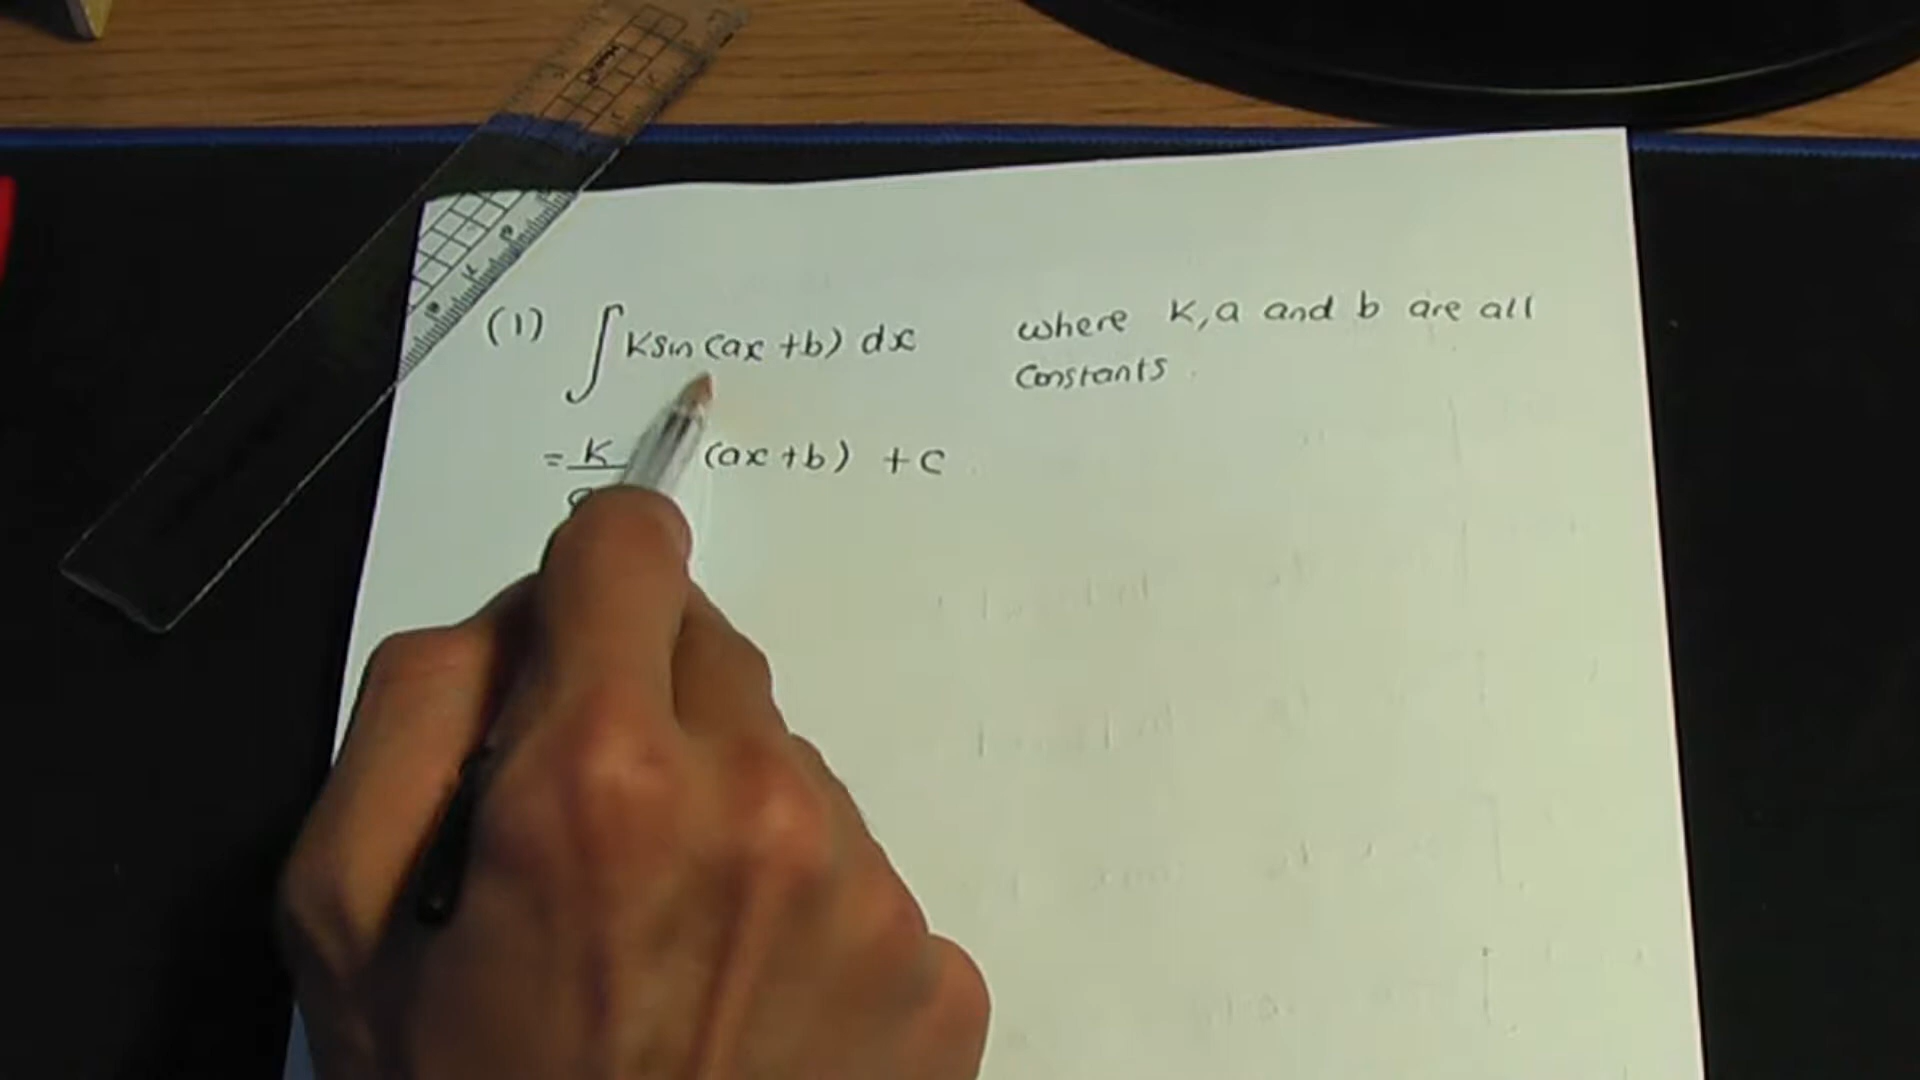 (1) ∫ K sin (ax + b) dx where K, a and b are all
constants.
= K/a (ax + b) + c